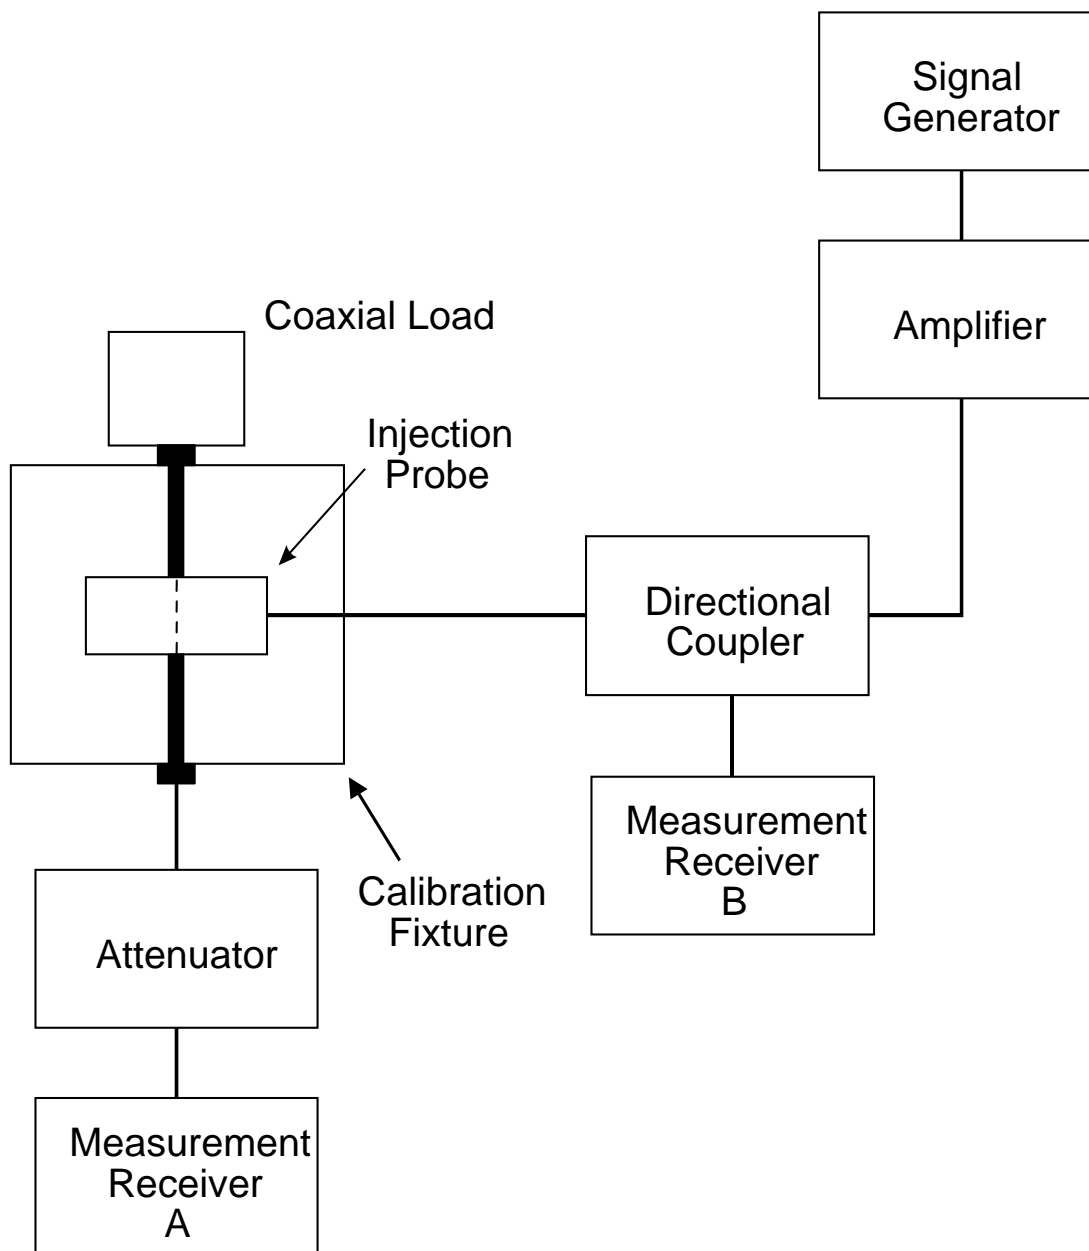 Signal
Generator
Amplifier
Coaxial Load
Injection
Probe
Directional
Coupler
Measurement
Receiver
B
Calibration
Fixture
Attenuator
Measurement
Receiver
A